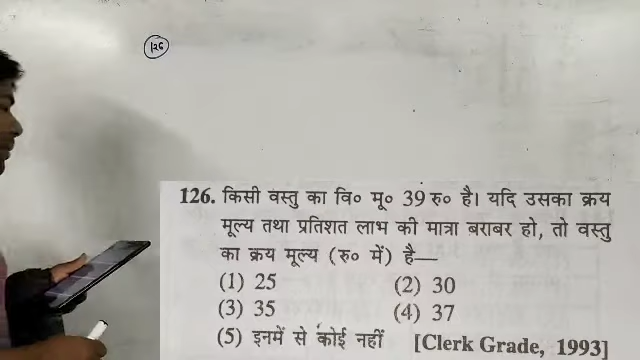 126
126. किसी वस्तु का वि० मू० 39 रु० है। यदि उसका क्रय
मूल्य तथा प्रतिशत लाभ की मात्रा बराबर हो, तो वस्तु
का क्रय मूल्य (रु० में) है—
(1) 25 (2) 30
(3) 35 (4) 37
(5) इनमें से कोई नहीं [Clerk Grade, 1993]